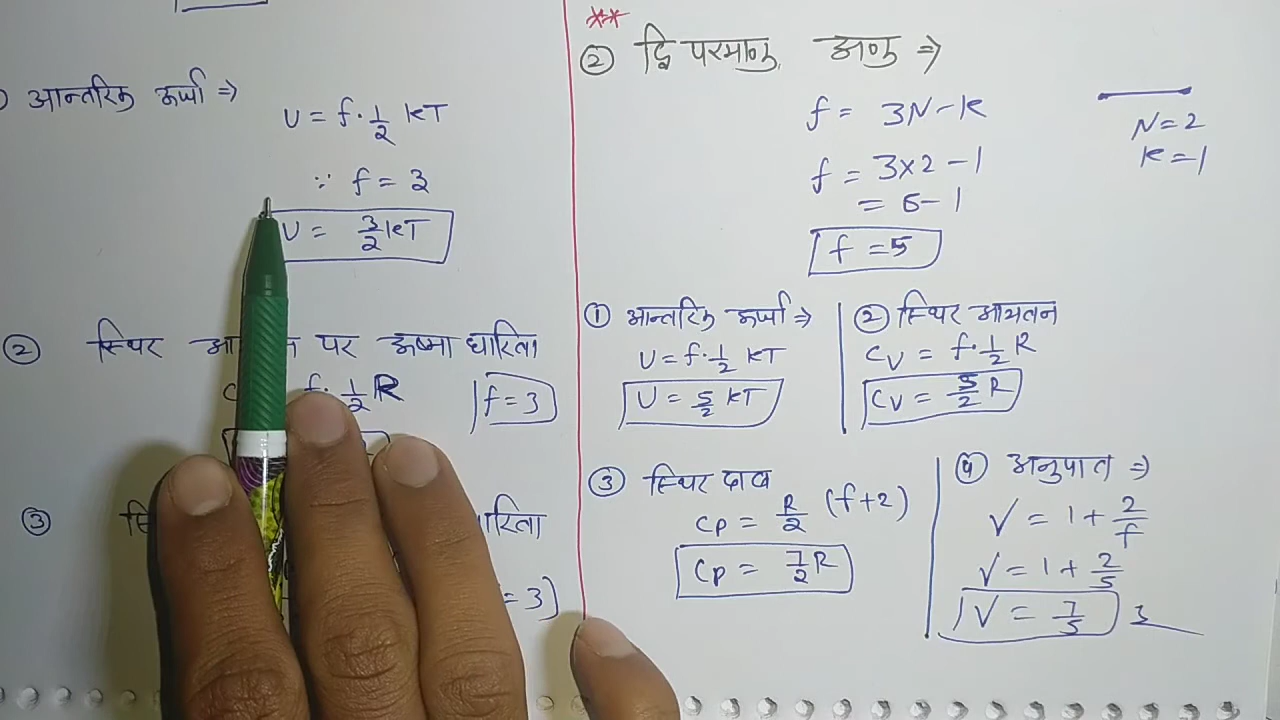 आन्तरिक ऊर्जा ⇒
U = f · 1/2 KT
∵ f = 3
U = 3/2 KT
② स्थिर पर ऊष्मा धारिता
f · 1/2 R
f = 3
③
धारिता
= 3)
**
② द्वि परमाणु अणु ⇒
f = 3N - K
N = 2
K = 1
f = 3×2 - 1
= 6 - 1
f = 5
① आन्तरिक ऊर्जा ⇒
U = f · 1/2 KT
U = 5/2 KT
② स्थिर आयतन
Cv = f · 1/2 R
Cv = 5/2 R
③ स्थिर दाब
Cp = R/2 (f+2)
Cp = 7/2 R
④ अनुपात ⇒
γ = 1 + 2/f
γ = 1 + 2/5
γ = 7/5